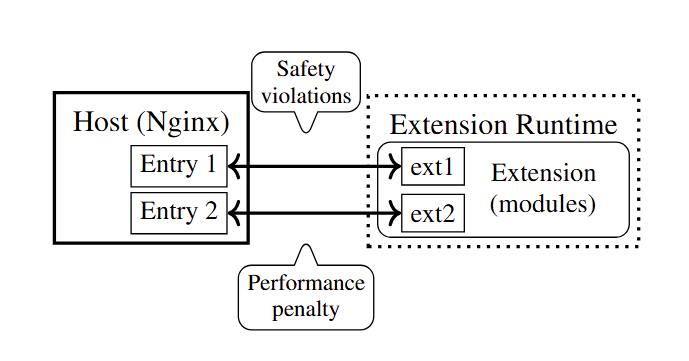 Safety
violations
Host (Nginx)
Entry 1
Entry 2
Extension Runtime
ext1
ext2
Extension
(modules)
Performance
penalty